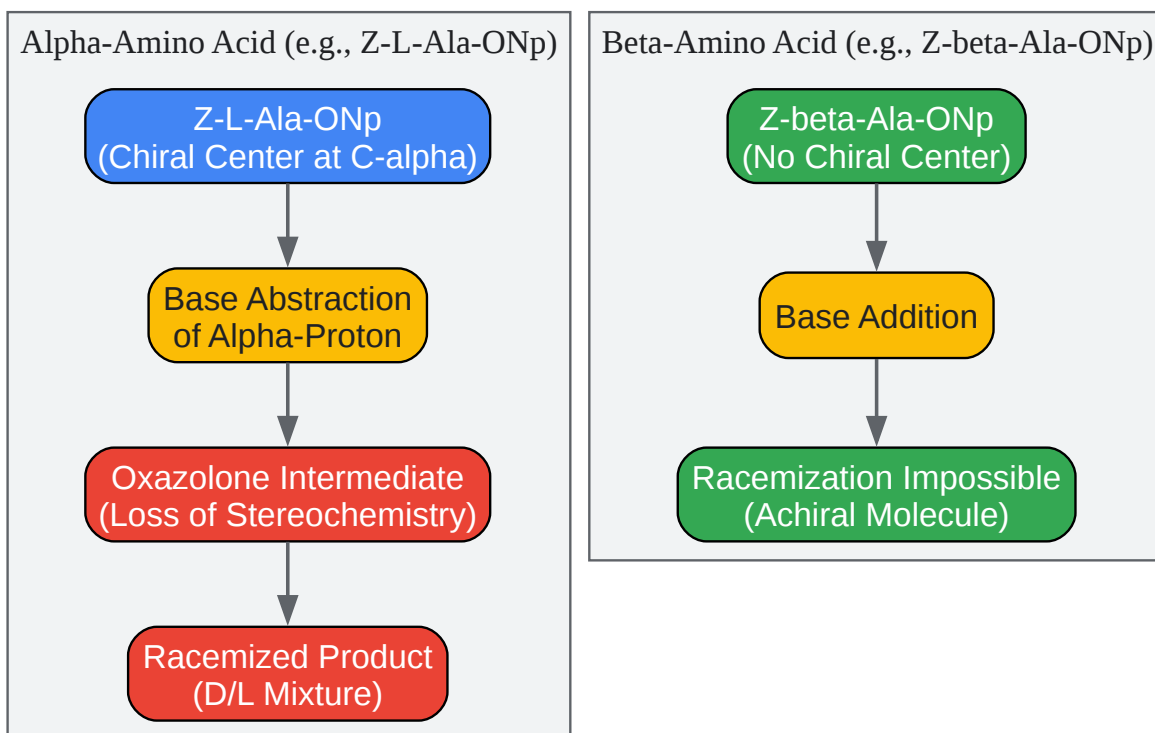 Alpha-Amino Acid (e.g., Z-L-Ala-ONp)
Z-L-Ala-ONp
(Chiral Center at C-alpha)
Base Abstraction
of Alpha-Proton
Oxazolone Intermediate
(Loss of Stereochemistry)
Racemized Product
(D/L Mixture)
Beta-Amino Acid (e.g., Z-beta-Ala-ONp)
Z-beta-Ala-ONp
(No Chiral Center)
Base Addition
Racemization Impossible
(Achiral Molecule)